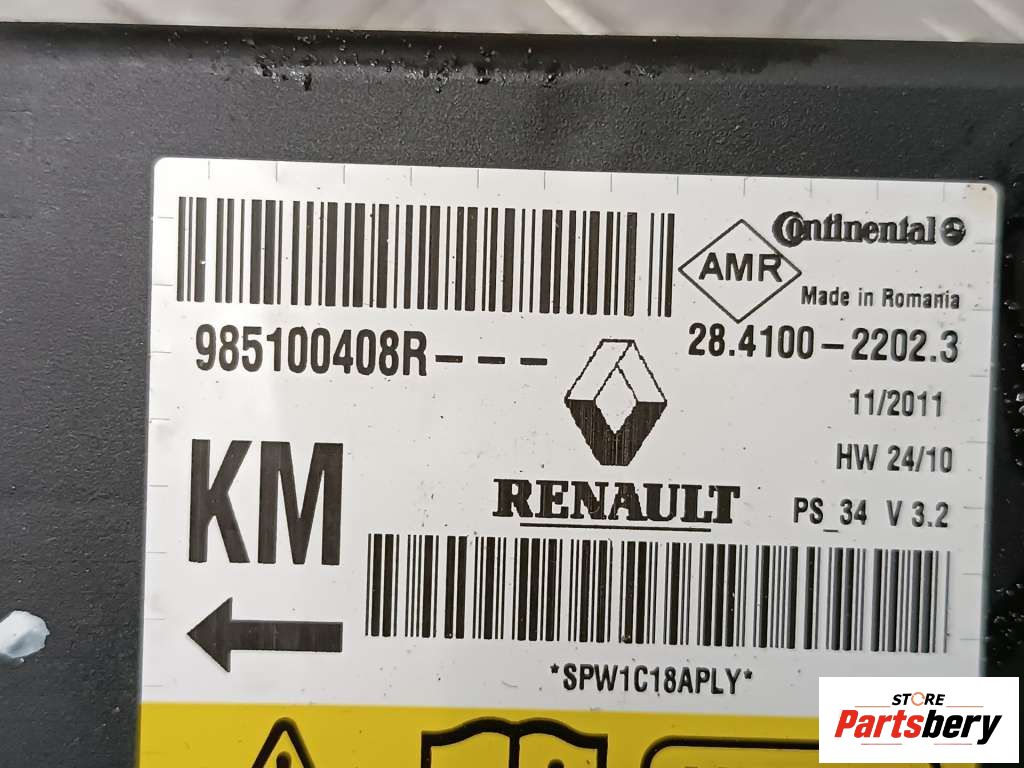 Continental
AMR
Made in Romania
985100408R---
28.4100-2202.3
11/2011
HW 24/10
KM
RENAULT
PS_34 V 3.2
*SPW1C18APLY*
STORE
Partsbery